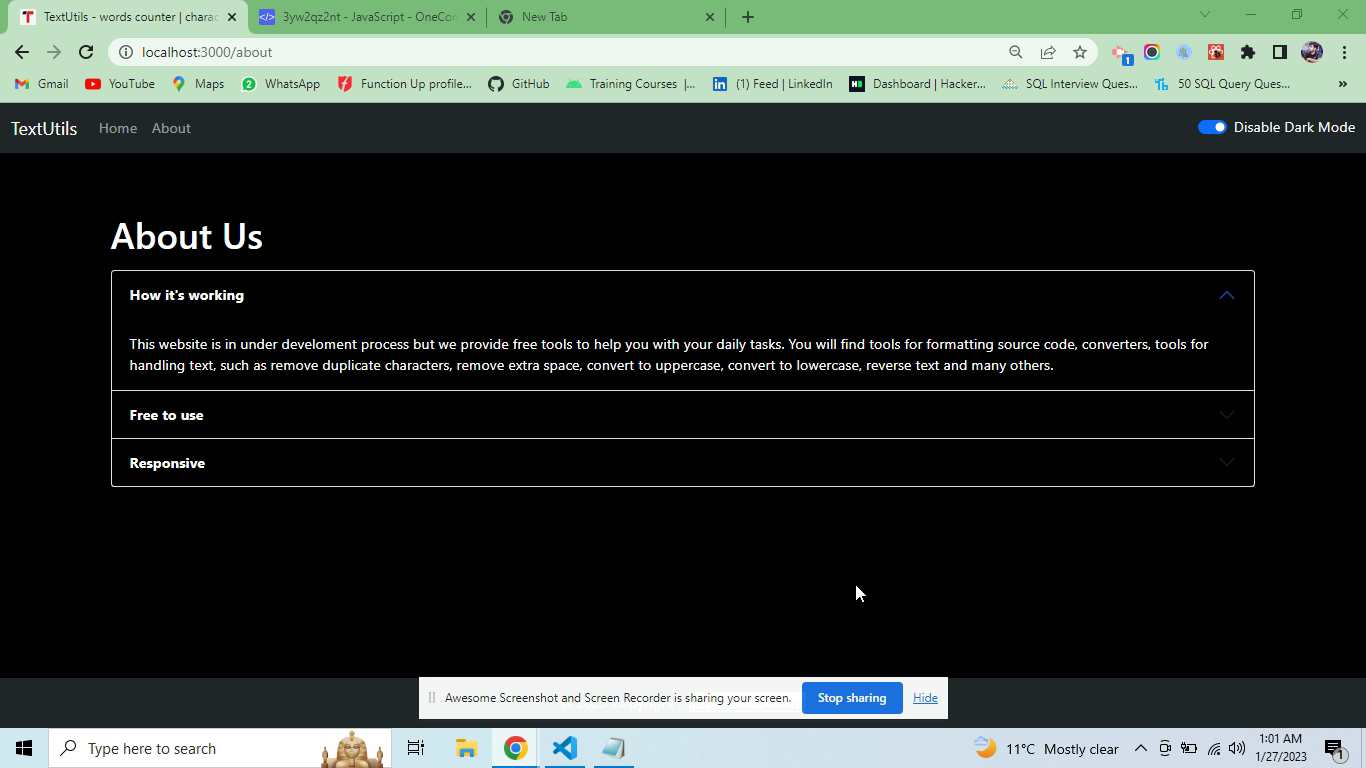 TextUtils - words counter | charac
3yw2qz2nt - JavaScript - OneCon
New Tab
localhost:3000/about
1
Gmail
YouTube
Maps
2
WhatsApp
Function Up profile...
GitHub
Training Courses |...
in
(1) Feed | LinkedIn
Dashboard | Hacker...
SQL Interview Ques...
50 SQL Query Ques...
»
TextUtils
Home
About
Disable Dark Mode
About Us
How it's working
This website is in under develoment process but we provide free tools to help you with your daily tasks. You will find tools for formatting source code, converters, tools for
handling text, such as remove duplicate characters, remove extra space, convert to uppercase, convert to lowercase, reverse text and many others.
Free to use
Responsive
Awesome Screenshot and Screen Recorder is sharing your screen.
Stop sharing
Hide
Type here to search
11°C Mostly clear
1:01 AM
1/27/2023
1